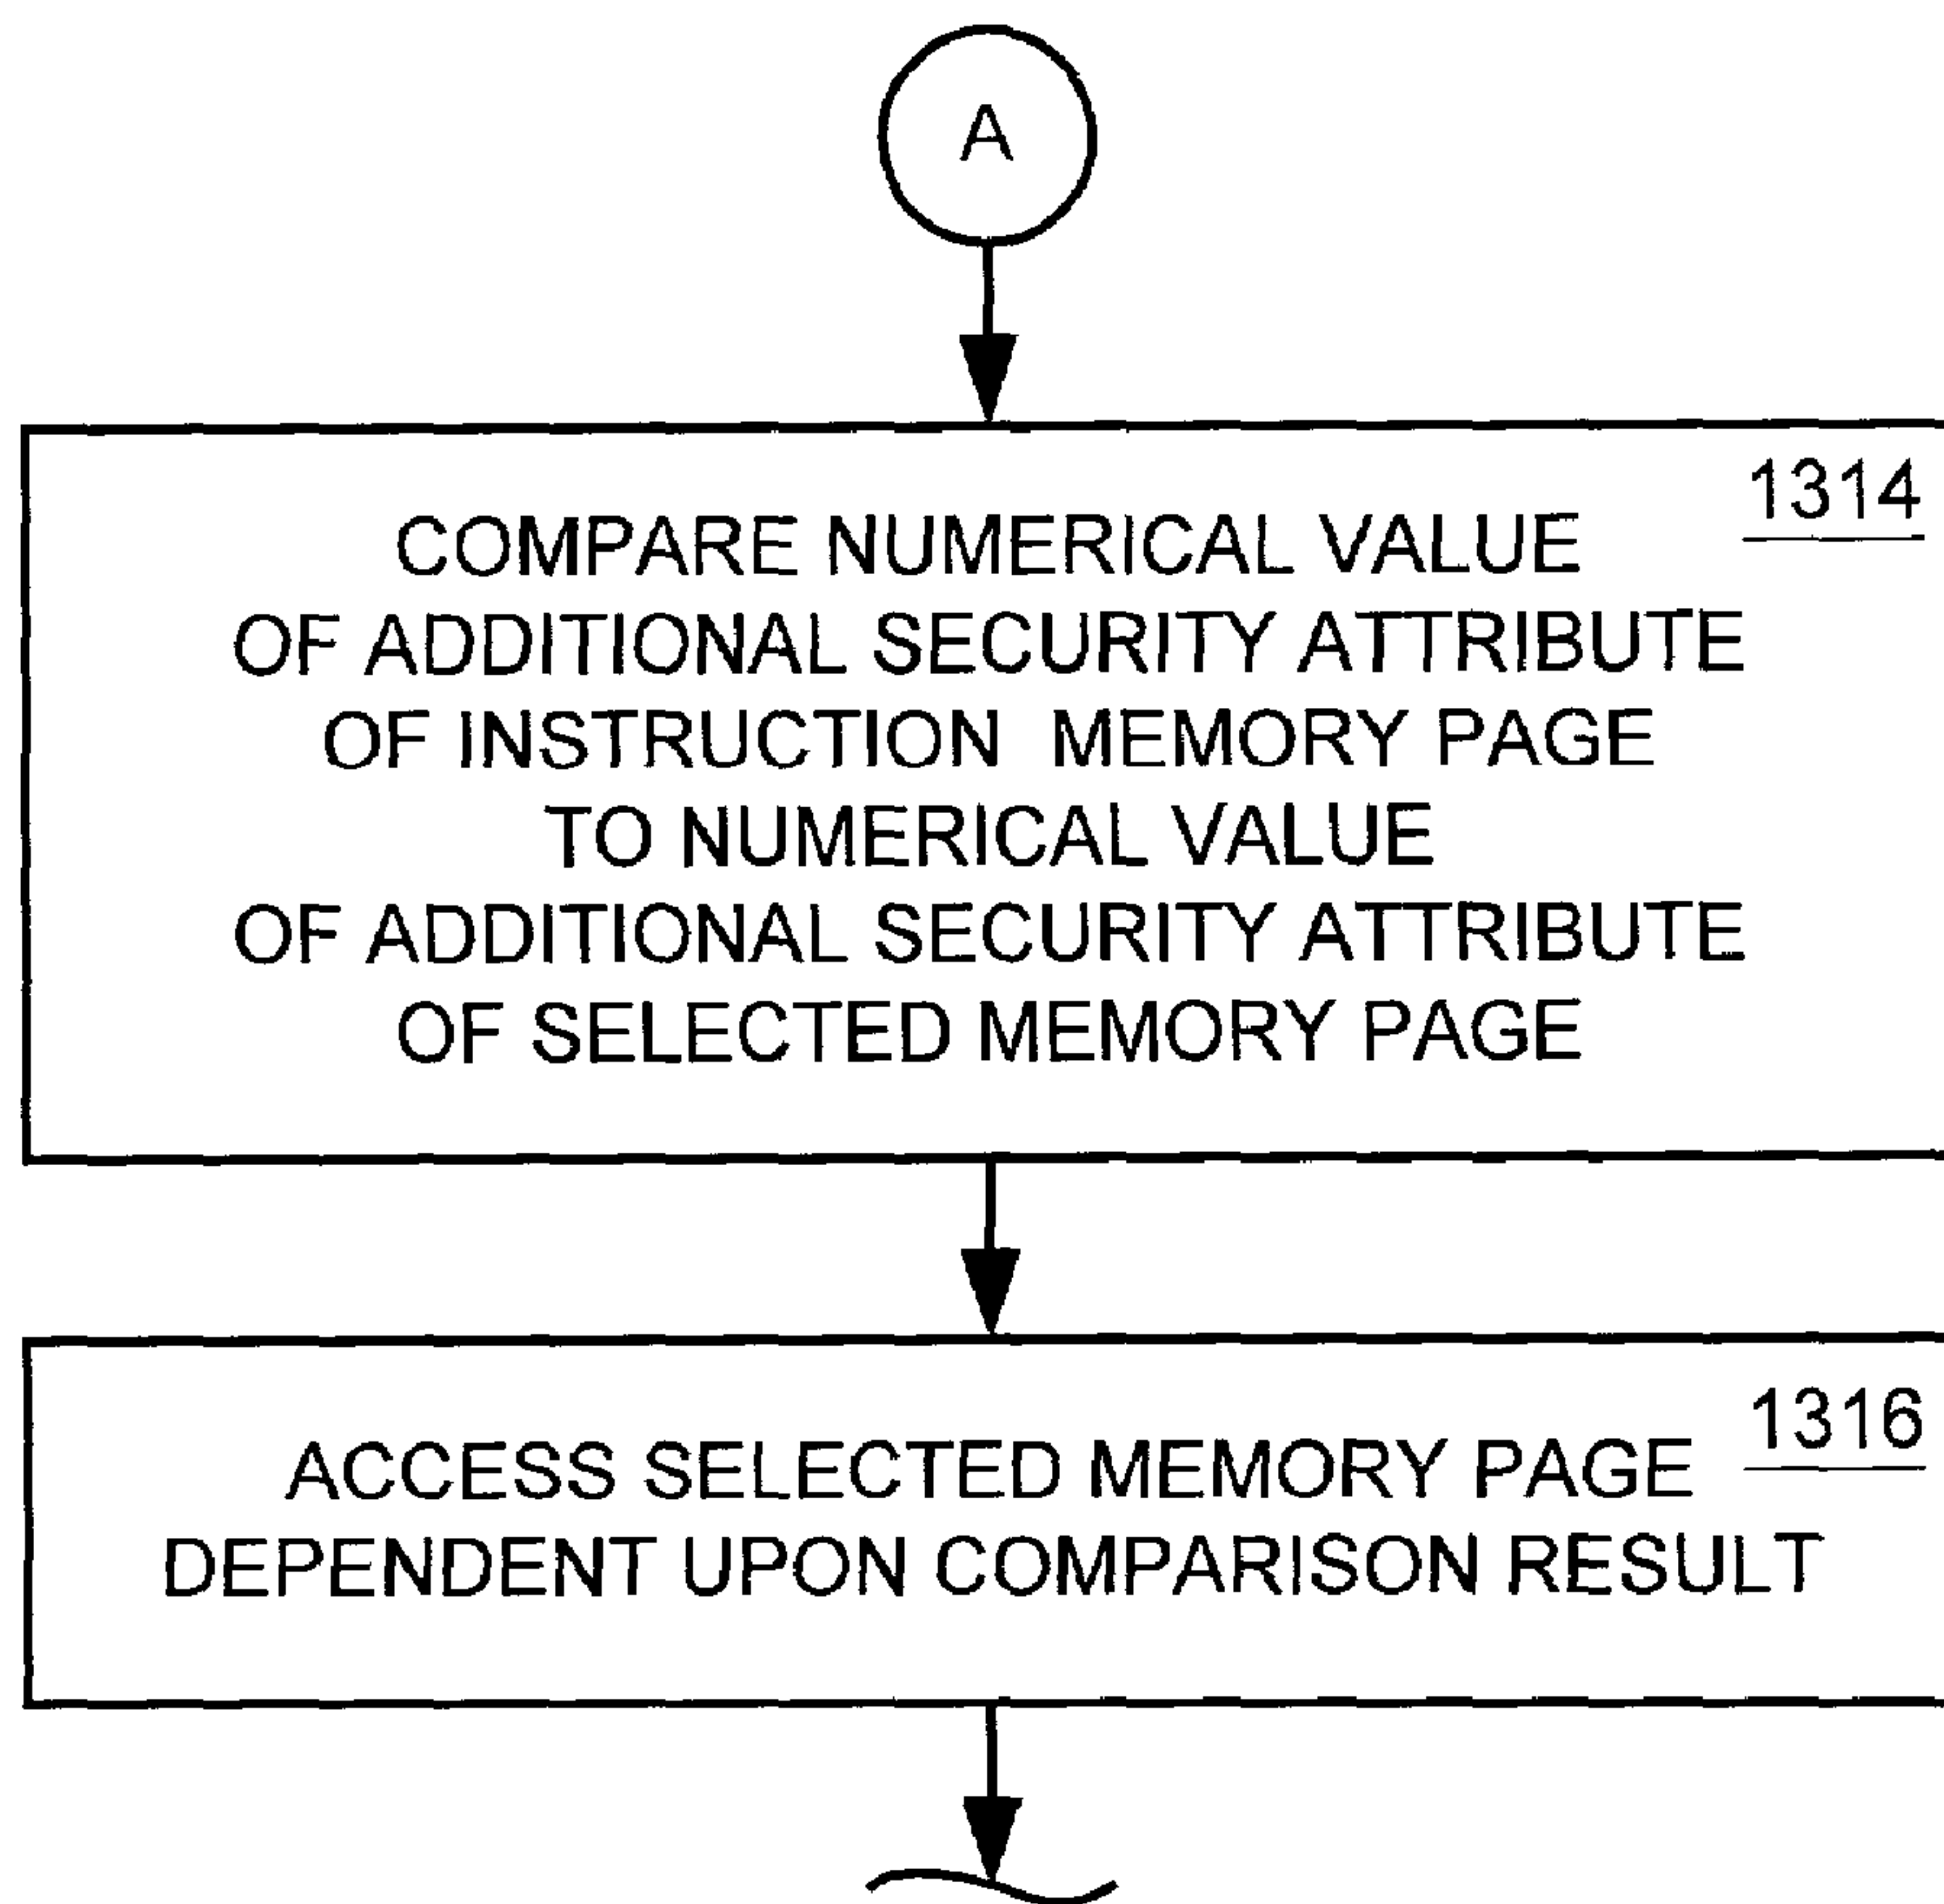 A
1314
COMPARE NUMERICAL VALUE
OF ADDITIONAL SECURITY ATTRIBUTE
OF INSTRUCTION MEMORY PAGE
TO NUMERICAL VALUE
OF ADDITIONAL SECURITY ATTRIBUTE
OF SELECTED MEMORY PAGE
1316
ACCESS SELECTED MEMORY PAGE
DEPENDENT UPON COMPARISON RESULT